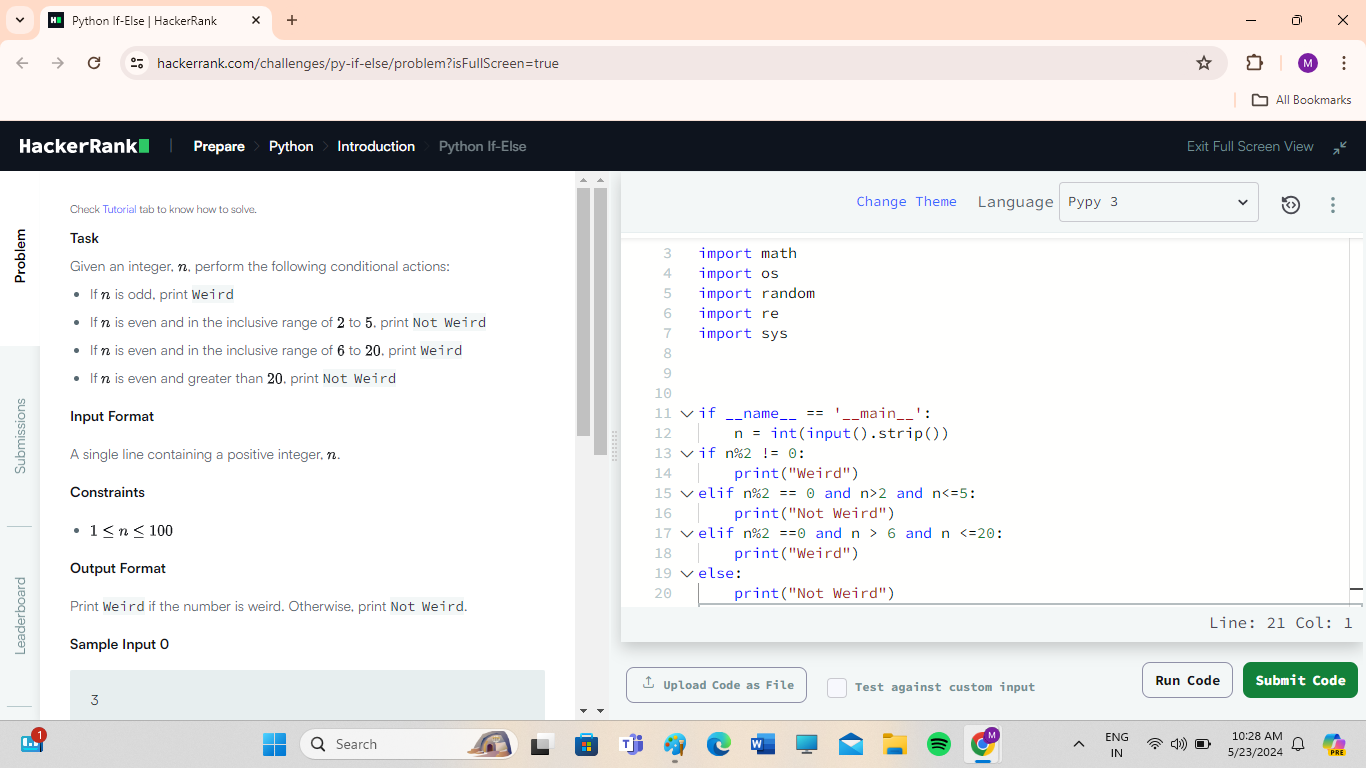 Python If-Else | HackerRank
hackerrank.com/challenges/py-if-else/problem?isFullScreen=true
M
All Bookmarks
HackerRank
Prepare
Python
Introduction
Python If-Else
Exit Full Screen View
Problem
Submissions
Leaderboard
Check Tutorial tab to know how to solve.
Task
Given an integer, n, perform the following conditional actions:
• If n is odd, print Weird
• If n is even and in the inclusive range of 2 to 5, print Not Weird
• If n is even and in the inclusive range of 6 to 20, print Weird
• If n is even and greater than 20, print Not Weird
Input Format
A single line containing a positive integer, n.
Constraints
• 1 ≤ n ≤ 100
Output Format
Print Weird if the number is weird. Otherwise, print Not Weird.
Sample Input 0
3
Change Theme
Language
Pypy 3
3 import math
4 import os
5 import random
6 import re
7 import sys
8
9
10
11 if __name__ == '__main__':
12     n = int(input().strip())
13 if n%2 != 0:
14     print("Weird")
15 elif n%2 == 0 and n>2 and n<=5:
16     print("Not Weird")
17 elif n%2 ==0 and n > 6 and n <=20:
18     print("Weird")
19 else:
20     print("Not Weird")
Line: 21 Col: 1
Upload Code as File
Test against custom input
Run Code
Submit Code
1
Search
M
ENG
IN
10:28 AM
5/23/2024
PRE